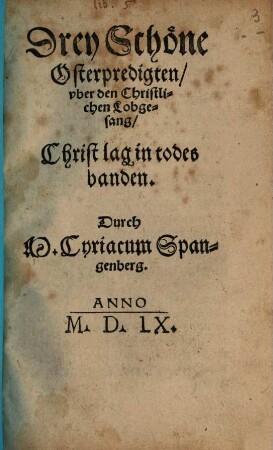 Drey Schöne
Osterpredigten/
vber den Christli-
chen Lobge-
sang/
Christ lag in todes
banden.
Durch
M. Cyriacum Span-
genberg.
ANNO
M. D. LX.